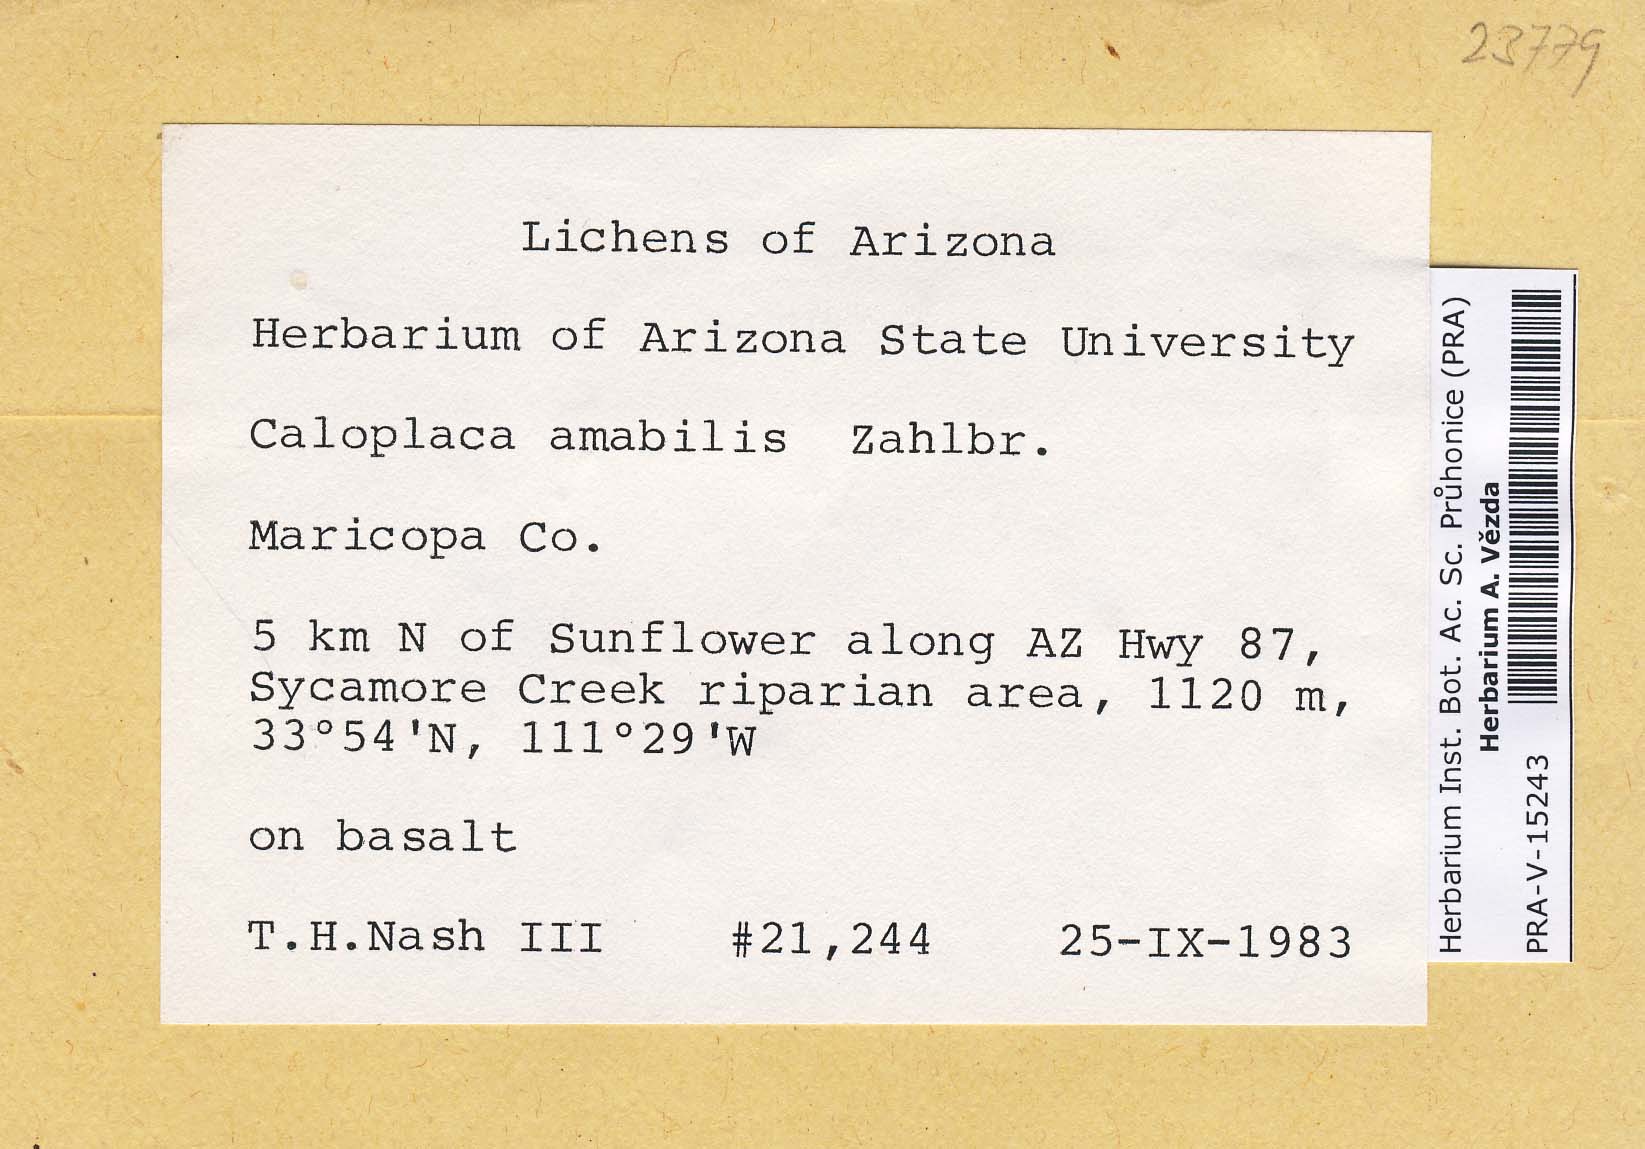 23779
Lichens of Arizona
Herbarium of Arizona State University
Caloplaca amabilis Zahlbr.
Maricopa Co.
5 km N of Sunflower along AZ Hwy 87,
Sycamore Creek riparian area, 1120 m,
33°54'N, 111°29'W
on basalt
T.H.Nash III #21,244 25-IX-1983
Herbarium Inst. Bot. Ac. Sc. Průhonice (PRA)
Herbarium A. Vězda
PRA-V-15243